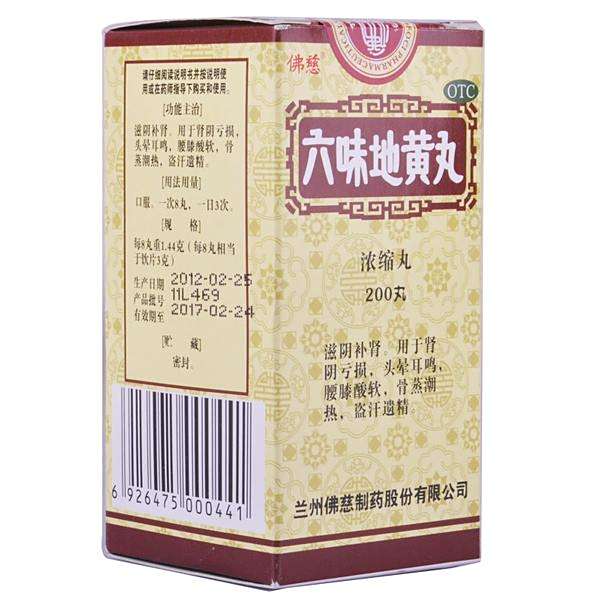 请仔细阅读说明书并按说明使
用或在药师指导下购买和使用。
[功能主治]
滋阴补肾。用于肾阴亏损，
头晕耳鸣，腰膝酸软，骨
蒸潮热，盗汗遗精。
[用法用量]
口服。一次8丸，一日3次。
[规 格]
每8丸重1.44克（每8丸相当
于饮片3克）
生产日期 2012-02-25
产品批号 11L469
有效期至 2017-02-24
[贮 藏]
密封。
6 926475 000441
佛慈
FOCI PHARMACEUTICAL
OTC
六味地黄丸
浓缩丸
200丸
滋阴补肾。用于肾
阴亏损，头晕耳鸣，
腰膝酸软，骨蒸潮
热，盗汗遗精。
兰州佛慈制药股份有限公司